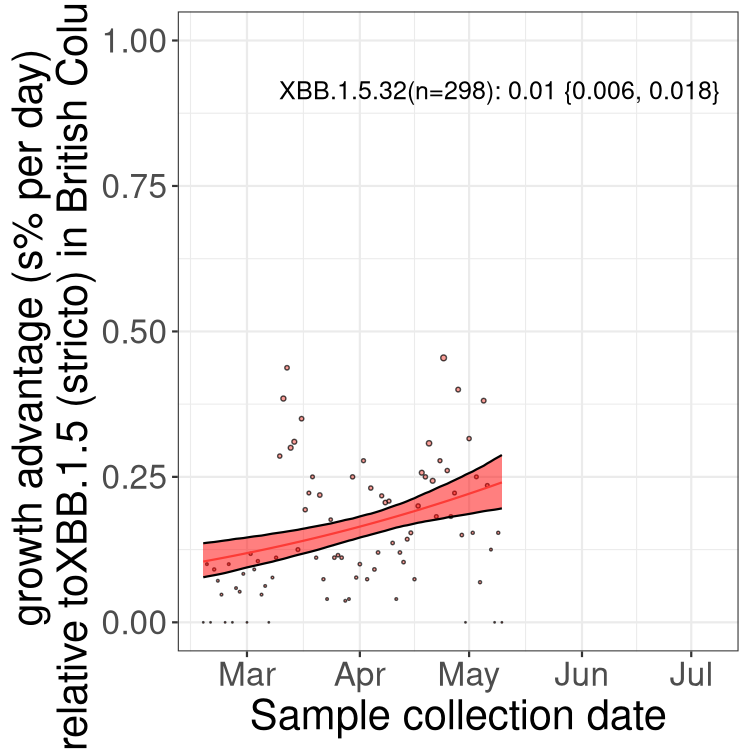 growth advantage (s% per day)
relative toXBB.1.5 (stricto) in British Colu
1.00
0.75
0.50
0.25
0.00
XBB.1.5.32(n=298): 0.01 {0.006, 0.018}
Mar Apr May Jun Jul
Sample collection date